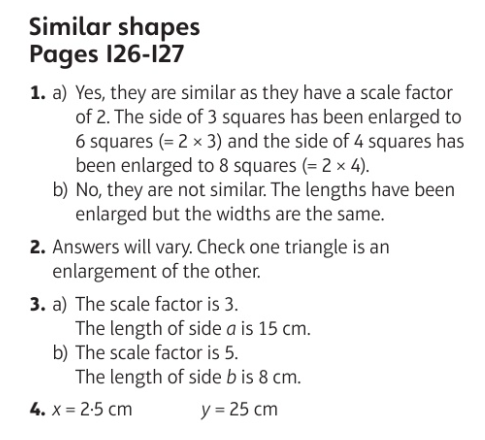 Similar shapes
Pages 126-127
1. a) Yes, they are similar as they have a scale factor
of 2. The side of 3 squares has been enlarged to
6 squares (= 2 × 3) and the side of 4 squares has
been enlarged to 8 squares (= 2 × 4).
b) No, they are not similar. The lengths have been
enlarged but the widths are the same.
2. Answers will vary. Check one triangle is an
enlargement of the other.
3. a) The scale factor is 3.
The length of side a is 15 cm.
b) The scale factor is 5.
The length of side b is 8 cm.
4. x = 2·5 cm y = 25 cm